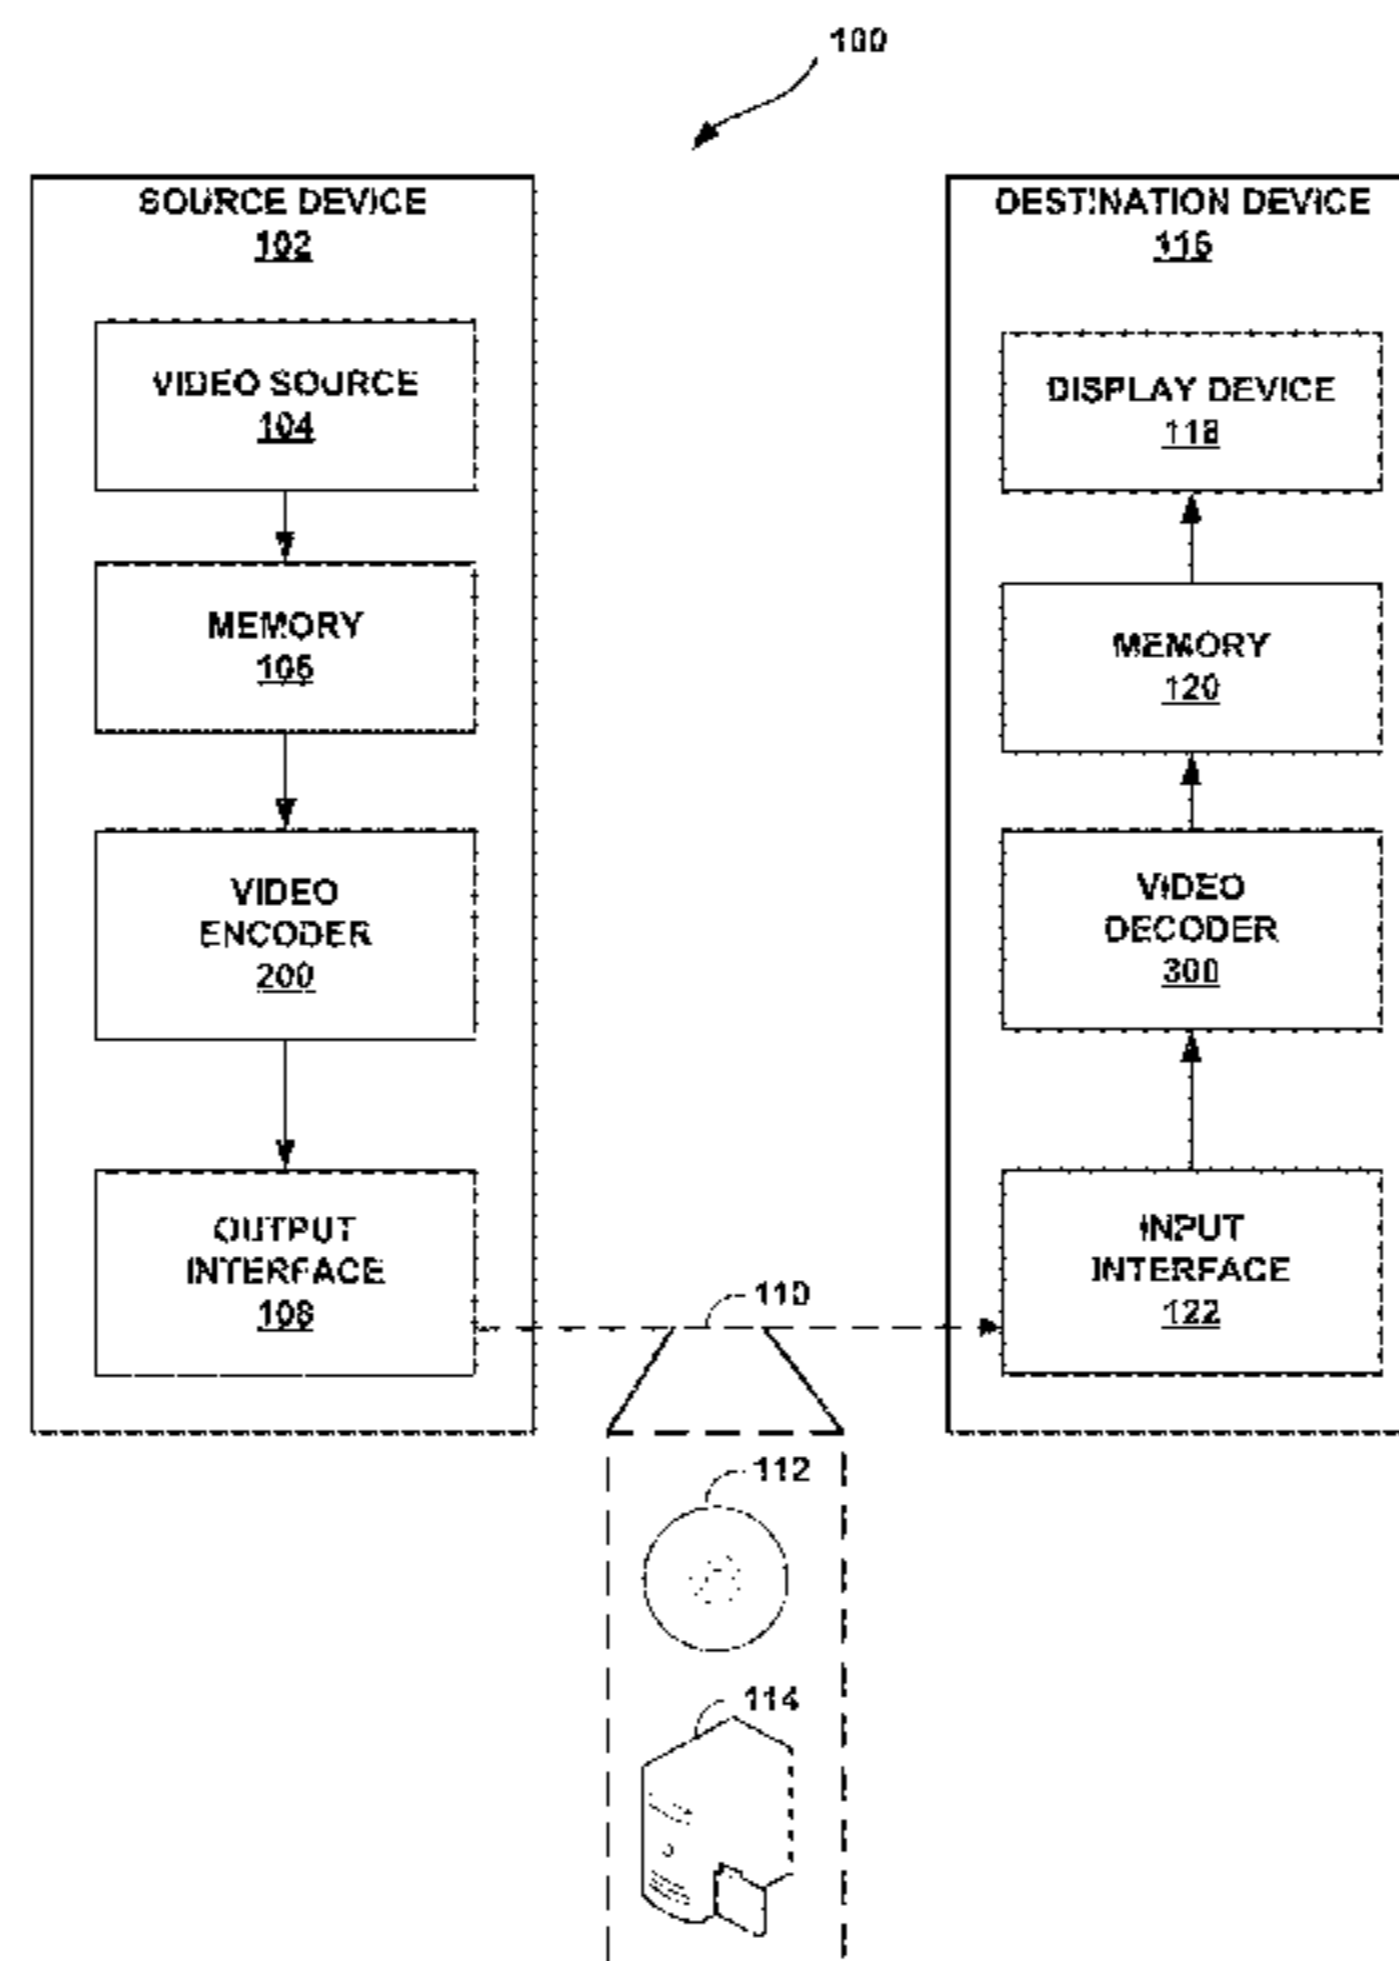 100
SOURCE DEVICE
102
VIDEO SOURCE
104
MEMORY
106
VIDEO
ENCODER
200
OUTPUT
INTERFACE
108
DESTINATION DEVICE
116
DISPLAY DEVICE
118
MEMORY
120
VIDEO
DECODER
300
INPUT
INTERFACE
122
110
112
114